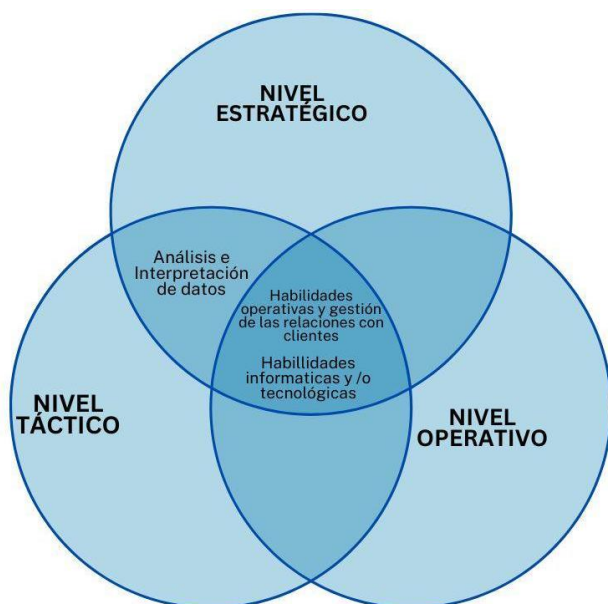 NIVEL
ESTRATÉGICO
Análisis e
Interpretación
de datos
Habilidades
operativas y gestión
de las relaciones con
clientes
Habillidades
informaticas y /o
tecnológicas
NIVEL
TÁCTICO
NIVEL
OPERATIVO